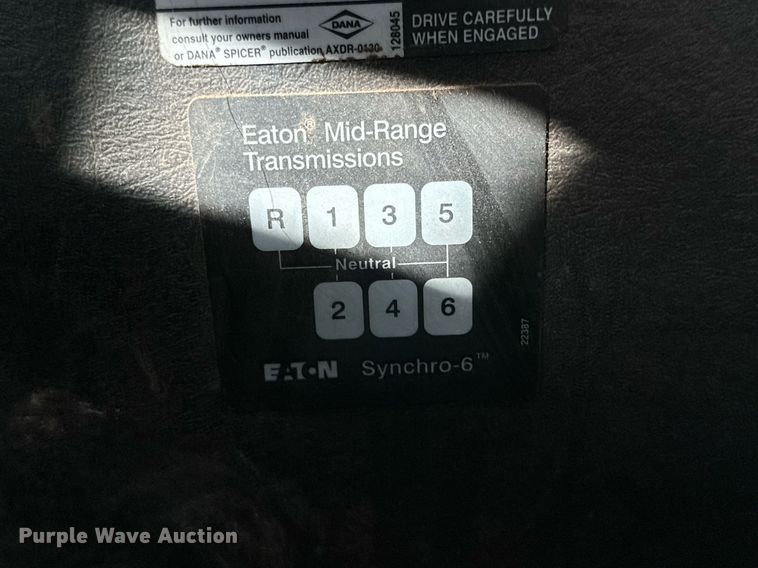 For further information
consult your owners manual
or DANA® SPICER® publication AXDR-0130
DANA
128045
DRIVE CAREFULLY
WHEN ENGAGED
Eaton® Mid-Range
Transmissions
R 1 3 5
Neutral
2 4 6
22387
EATON Synchro-6™
Purple Wave Auction®